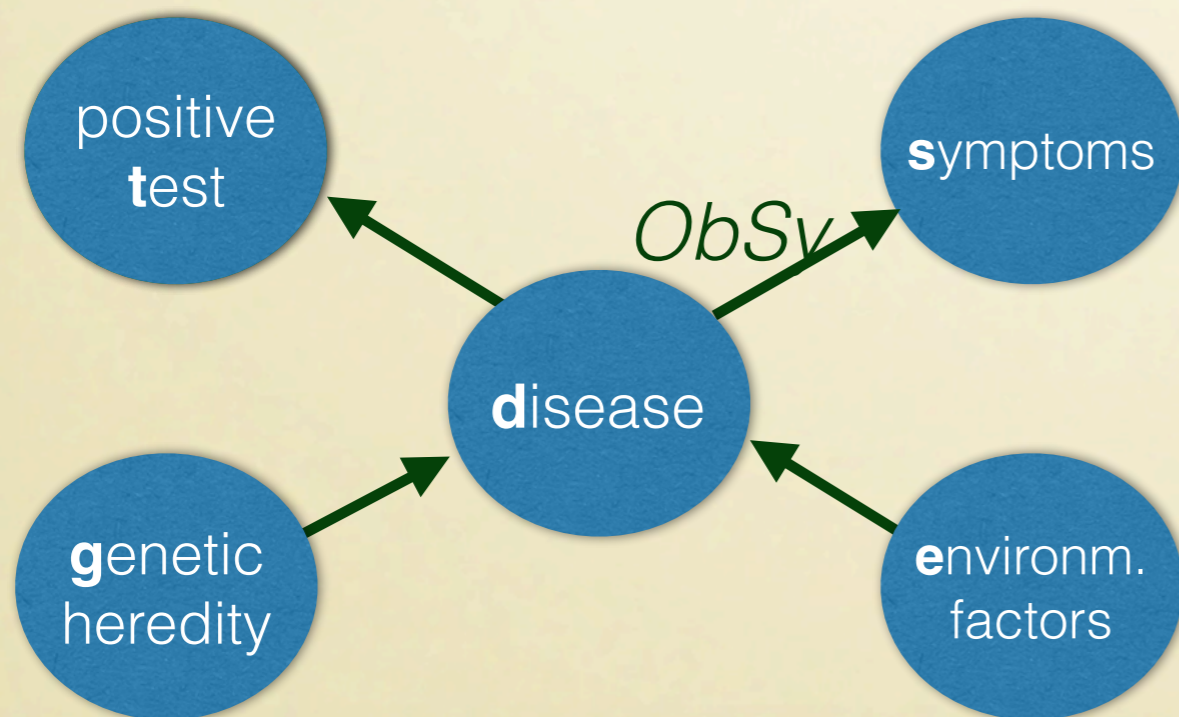 positive
test
symptoms
ObSy
disease
genetic
heredity
environm.
factors